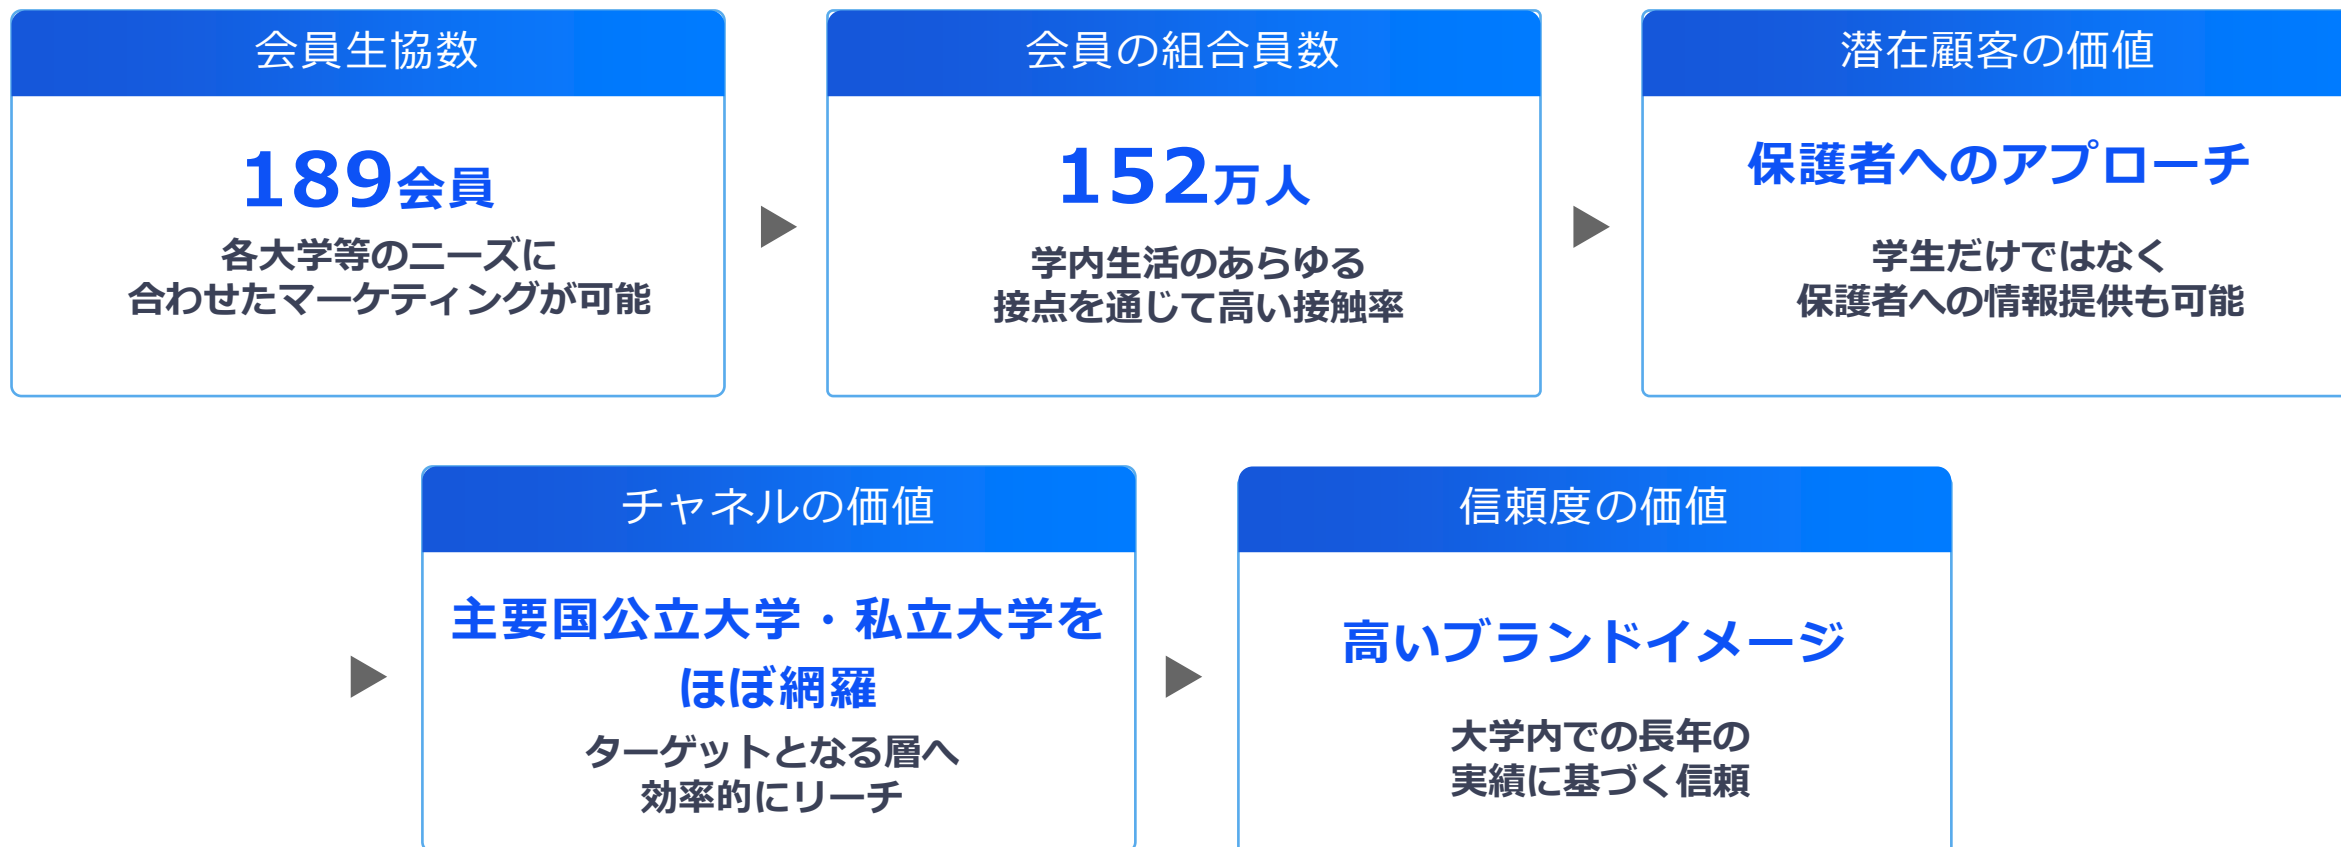 会員生協数
189会員
各大学等のニーズに
合わせたマーケティングが可能
会員の組合員数
152万人
学内生活のあらゆる
接点を通じて高い接触率
潜在顧客の価値
保護者へのアプローチ
学生だけではなく
保護者への情報提供も可能
チャネルの価値
主要国公立大学・私立大学を
ほぼ網羅
ターゲットとなる層へ
効率的にリーチ
信頼度の価値
高いブランドイメージ
大学内での長年の
実績に基づく信頼